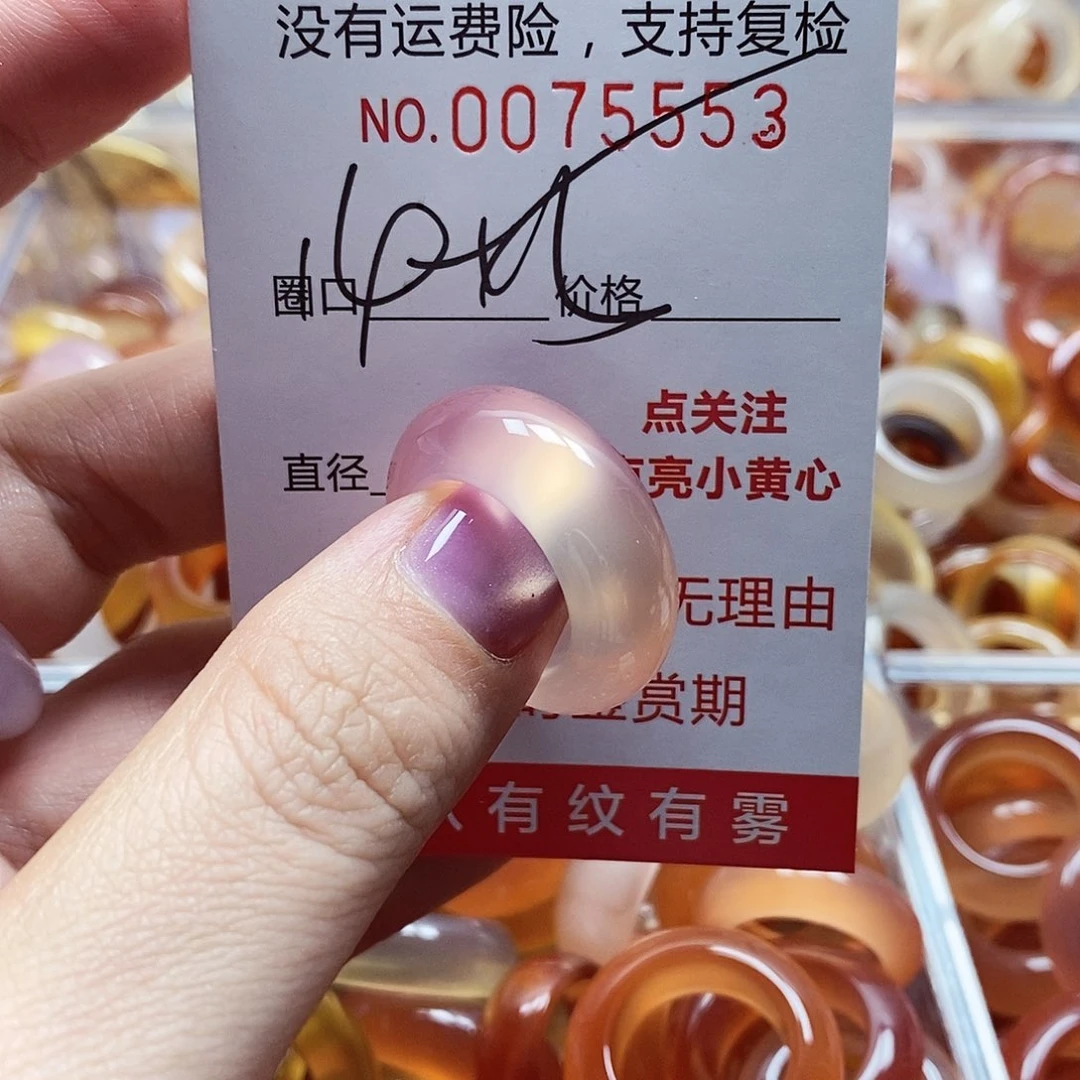 没有运费险，支持复检
NO.0075553
圈口 价格
点关注
直径 亮小黄心
无理由
赏期
有纹有雾